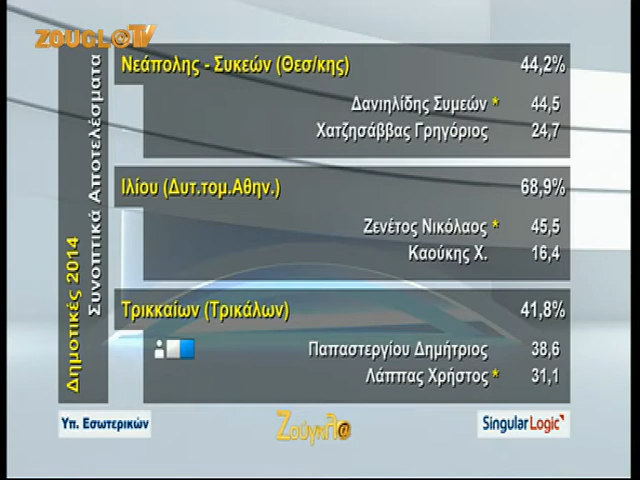 ZOUGL@TV
Δημοτικές 2014
Συνοπτικά Αποτελέσματα
Νεάπολης - Συκεών (Θεσ/κης) 44,2%
Δανιηλίδης Συμεών * 44,5
Χατζησάββας Γρηγόριος 24,7
Ιλίου (Δυτ.τομ.Αθην.) 68,9%
Ζενέτος Νικόλαος * 45,5
Καούκης Χ. 16,4
Τρικκαίων (Τρικάλων) 41,8%
Παπαστεργίου Δημήτριος 38,6
Λάππας Χρήστος * 31,1
Υπ. Εσωτερικών
Ζούγκλ@
SingularLogic